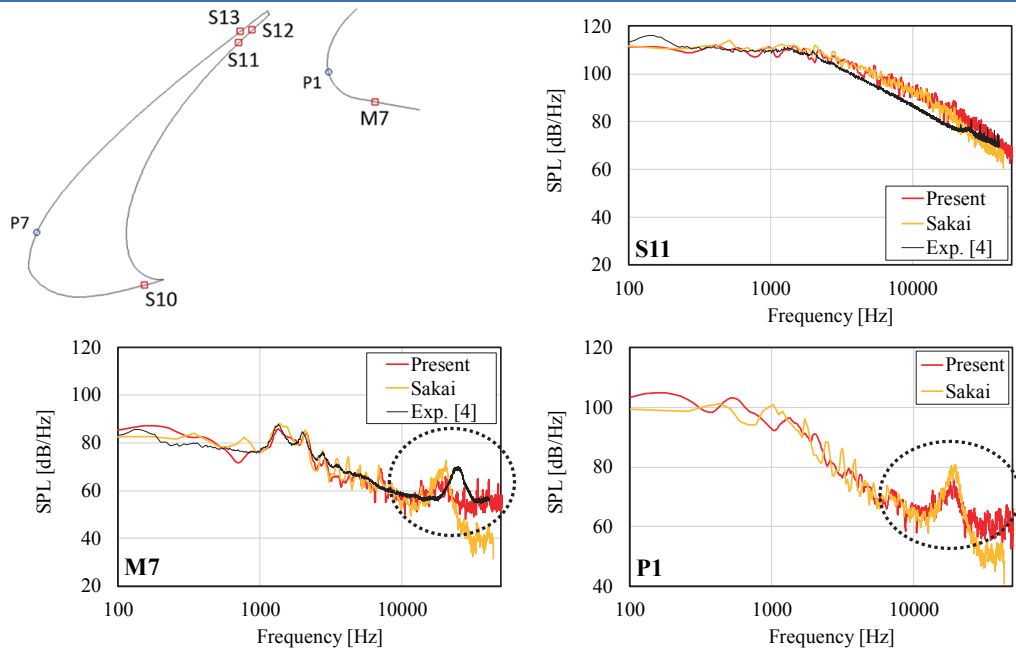 S13
S12
S11
P1
M7
P7
S10
SPL [dB/Hz]
120
100
80
60
40
20
Present
Sakai
Exp. [4]
S11
100
1000
10000
Frequency [Hz]
SPL [dB/Hz]
120
100
80
60
40
20
Present
Sakai
Exp. [4]
M7
100
1000
10000
Frequency [Hz]
SPL [dB/Hz]
120
100
80
60
40
Present
Sakai
P1
100
1000
10000
Frequency [Hz]